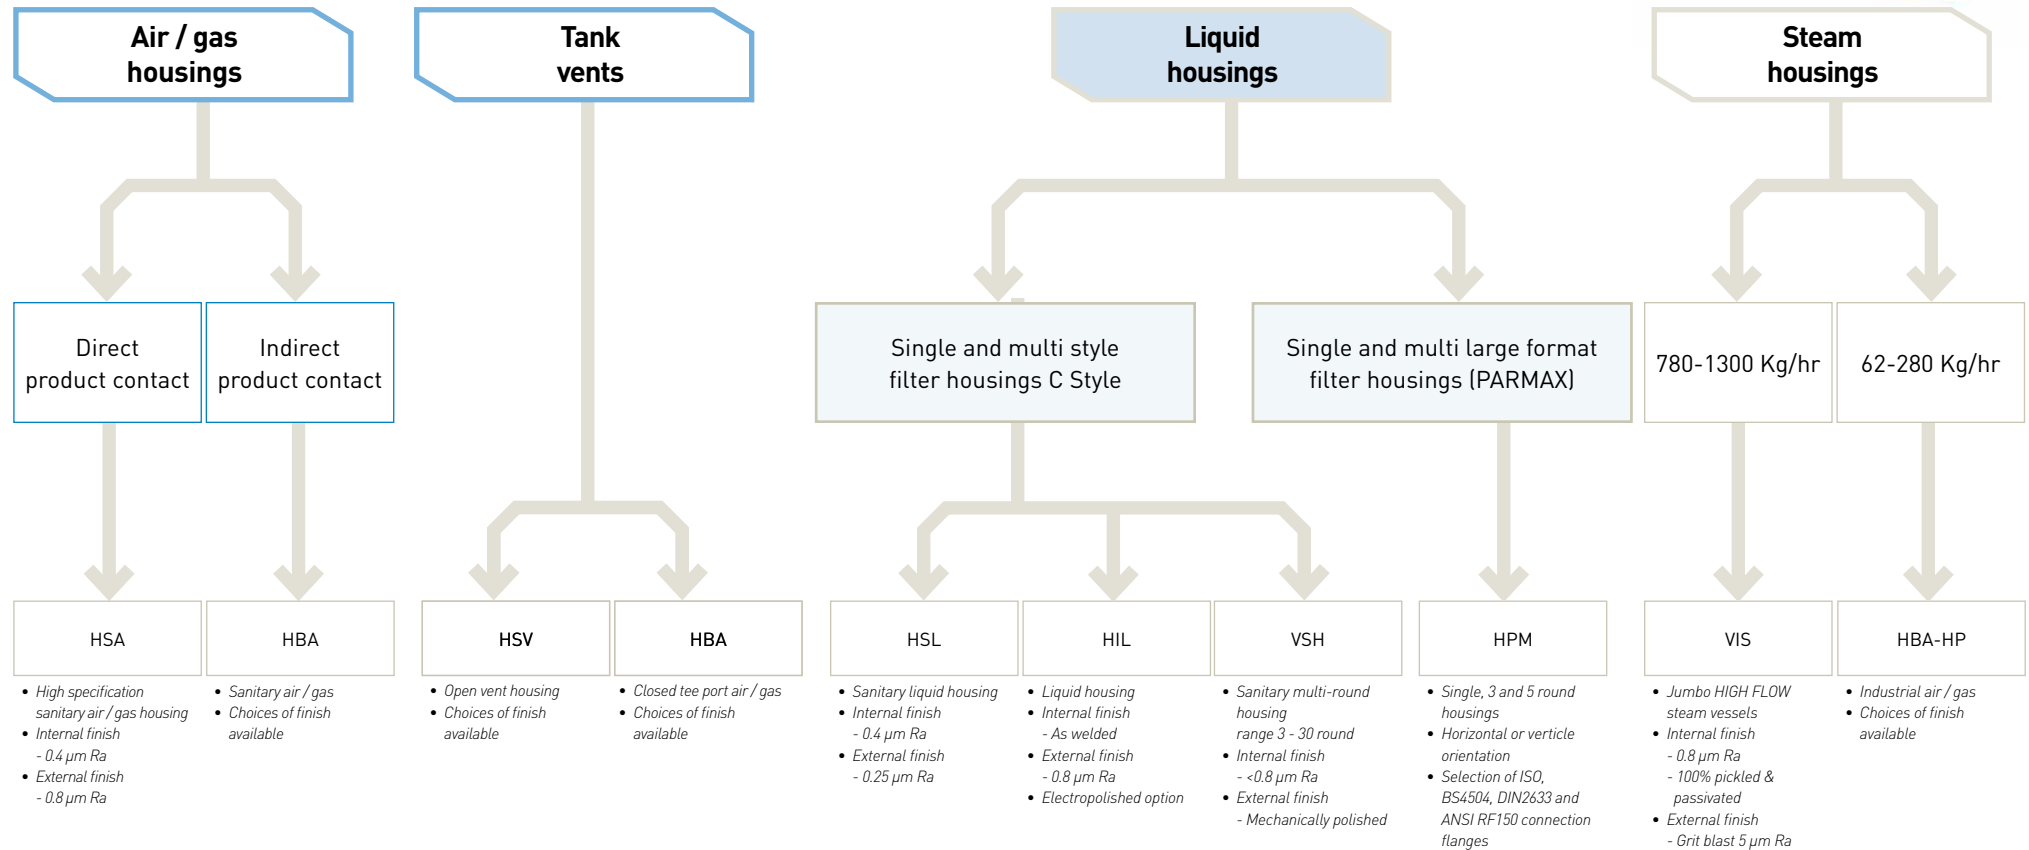 Air / gas
housings
Tank
vents
Liquid
housings
Steam
housings
Direct
product contact
Indirect
product contact
Single and multi style
filter housings C Style
Single and multi large format
filter housings (PARMAX)
780-1300 Kg/hr
62-280 Kg/hr
HSA
• High specification
sanitary air / gas housing
• Internal finish
- 0.4 µm Ra
• External finish
- 0.8 µm Ra
HBA
• Sanitary air / gas
• Choices of finish
available
HSV
• Open vent housing
• Choices of finish
available
HBA
• Closed tee port air / gas
• Choices of finish
available
HSL
• Sanitary liquid housing
• Internal finish
- 0.4 µm Ra
• External finish
- 0.25 µm Ra
HIL
• Liquid housing
• Internal finish
- As welded
• External finish
- 0.8 µm Ra
• Electropolished option
VSH
• Sanitary multi-round
housing
range 3 - 30 round
• Internal finish
- <0.8 µm Ra
• External finish
- Mechanically polished
HPM
• Single, 3 and 5 round
housings
• Horizontal or verticle
orientation
• Selection of ISO,
BS4504, DIN2633 and
ANSI RF150 connection
flanges
VIS
• Jumbo HIGH FLOW
steam vessels
• Internal finish
- 0.8 µm Ra
- 100% pickled &
passivated
• External finish
- Grit blast 5 µm Ra
HBA-HP
• Industrial air / gas
• Choices of finish
available